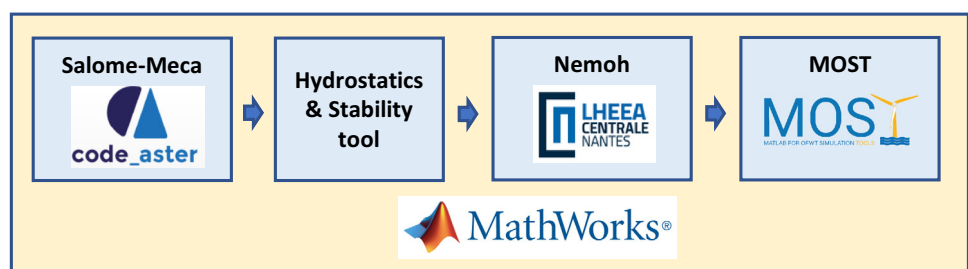 Salome-Meca
code_aster
Hydrostatics
& Stability
tool
Nemoh
LHEEA
CENTRALE
NANTES
MOST
MOST
MATLAB FOR OFWT SIMULATION TOOLS
MathWorks®